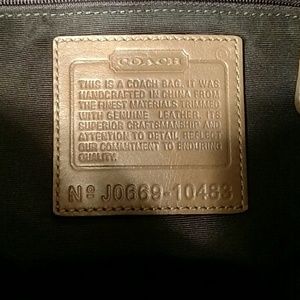 COACH
THIS IS A COACH BAG. IT WAS
HANDCRAFTED IN CHINA FROM
THE FINEST MATERIALS TRIMMED
WITH GENUINE LEATHER. ITS
SUPERIOR CRAFTSMANSHIP AND
ATTENTION TO DETAIL REFLECT
OUR COMMITMENT TO ENDURING
QUALITY.
Nº J0669-10433